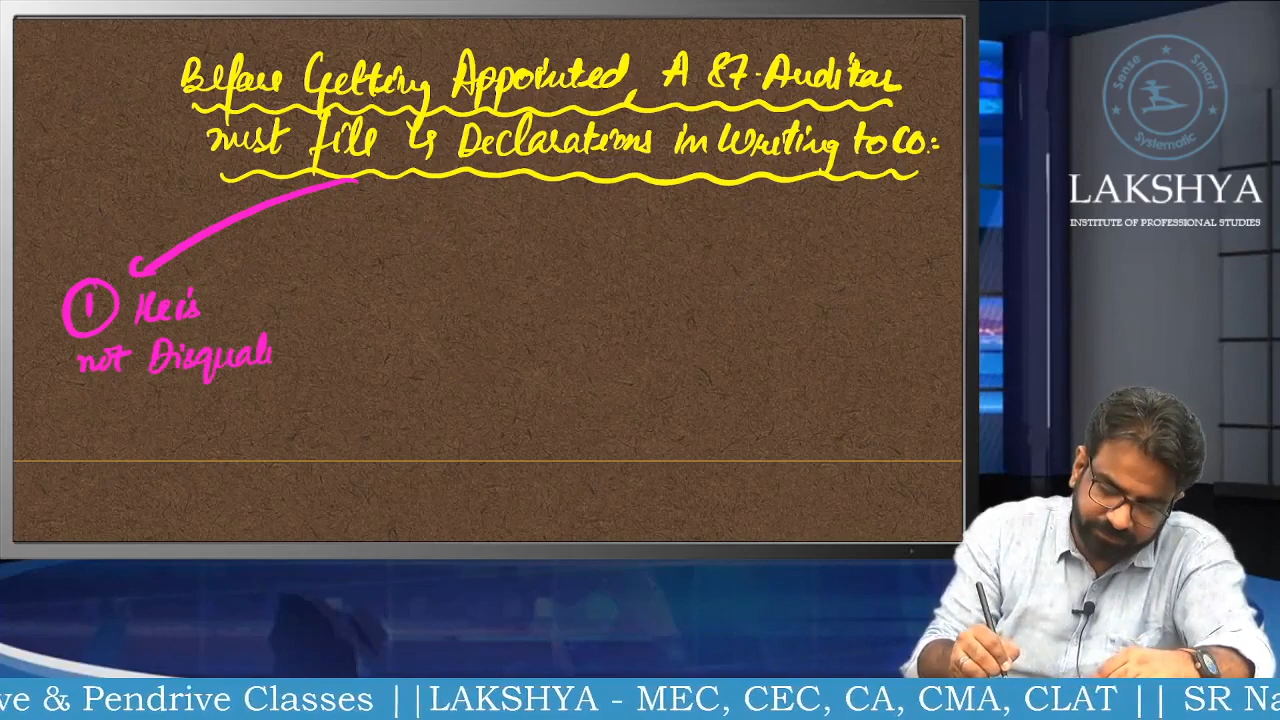 Before Getting Appointed, A St. Auditor
must file 4 Declarations in Writing to Co.:
① He is
not Disquali
Sense
Smart
Systematic
LAKSHYA
INSTITUTE OF PROFESSIONAL STUDIES
ve & Pendrive Classes ||LAKSHYA - MEC, CEC, CA, CMA, CLAT || SR Na